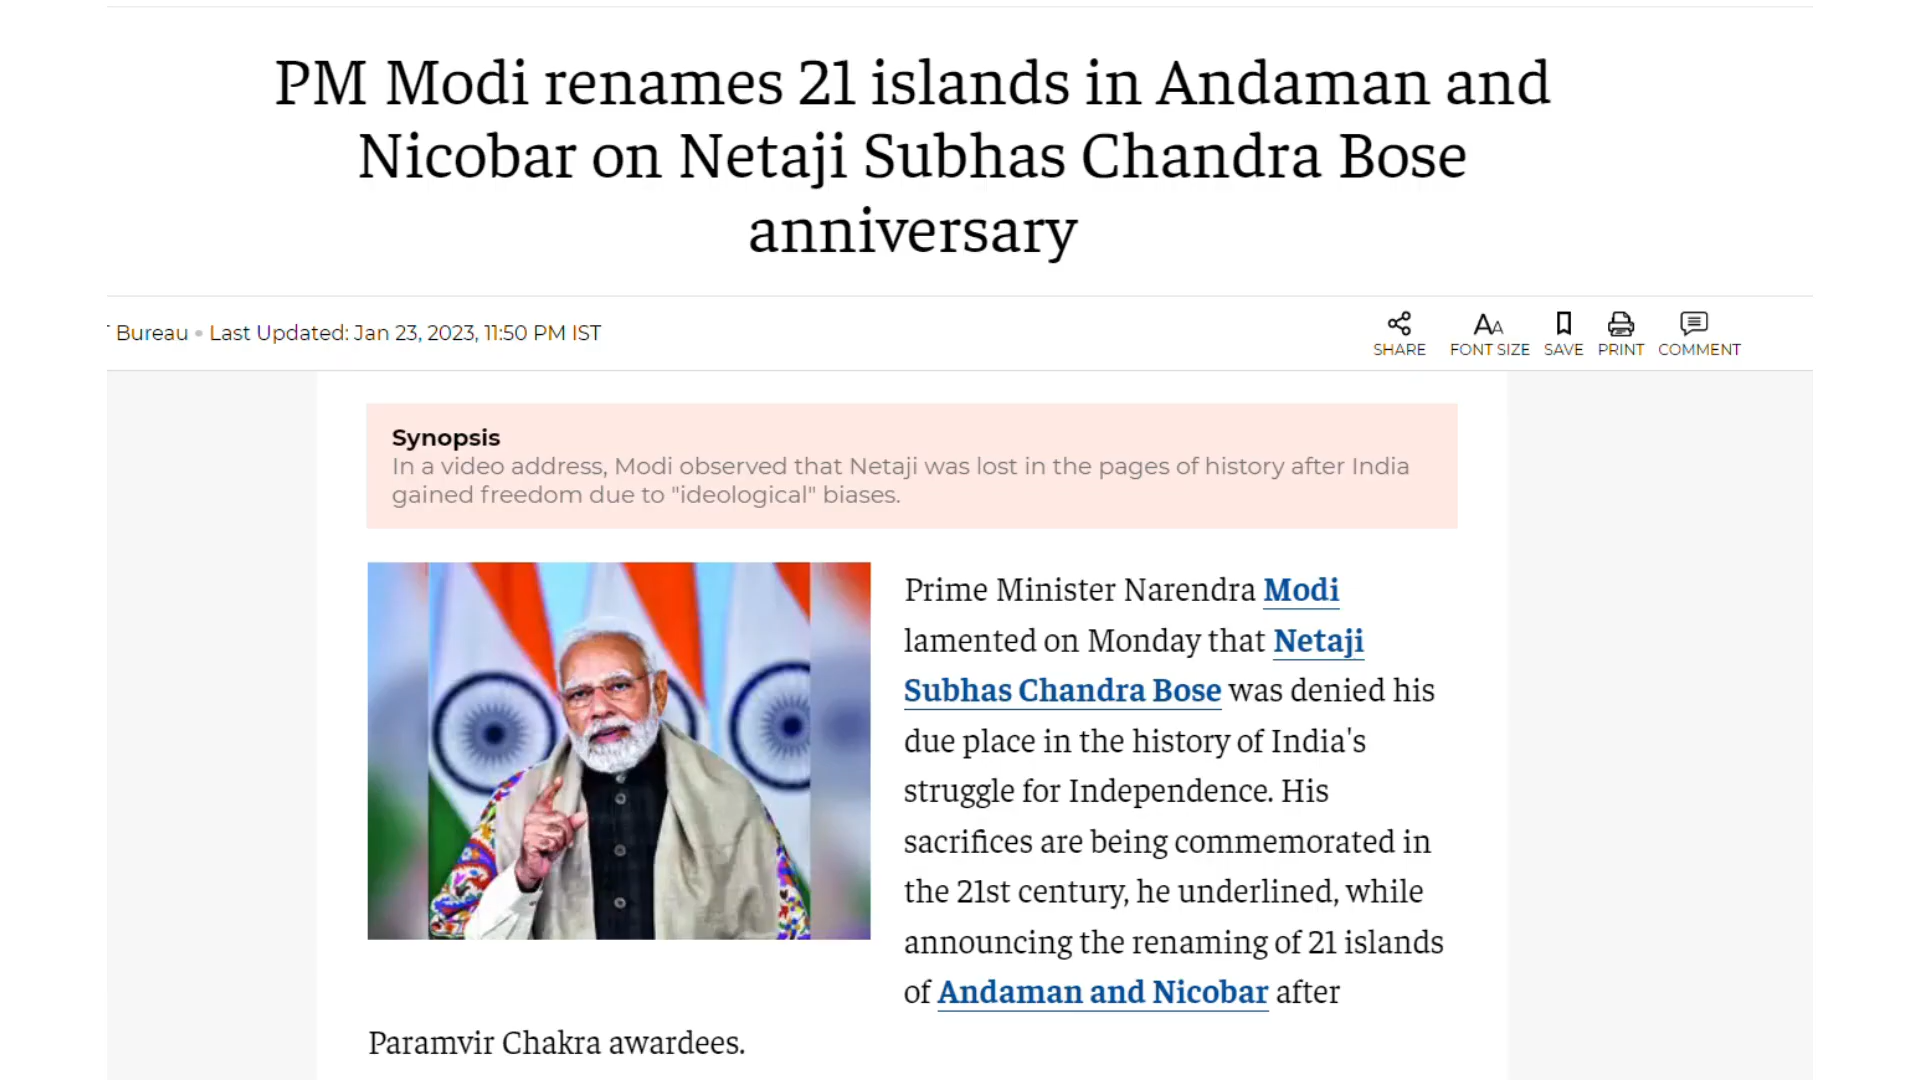 PM Modi renames 21 islands in Andaman and
Nicobar on Netaji Subhas Chandra Bose
anniversary
Bureau • Last Updated: Jan 23, 2023, 11:50 PM IST
SHARE FONT SIZE SAVE PRINT COMMENT
Synopsis
In a video address, Modi observed that Netaji was lost in the pages of history after India
gained freedom due to "ideological" biases.
Prime Minister Narendra Modi
lamented on Monday that Netaji
Subhas Chandra Bose was denied his
due place in the history of India's
struggle for Independence. His
sacrifices are being commemorated in
the 21st century, he underlined, while
announcing the renaming of 21 islands
of Andaman and Nicobar after
Paramvir Chakra awardees.